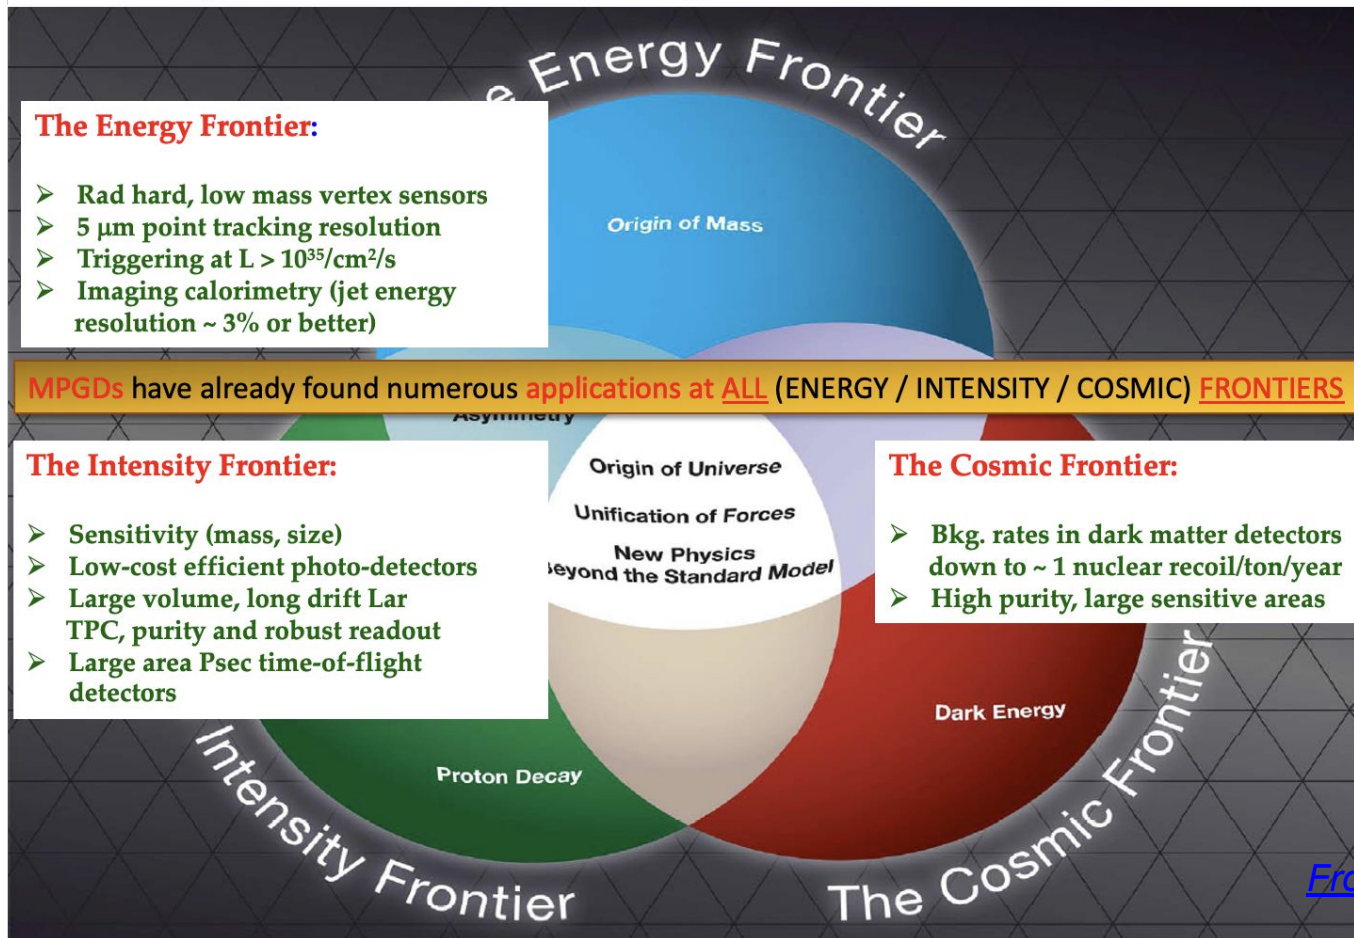 e Energy Frontier
The Energy Frontier:
➤ Rad hard, low mass vertex sensors
➤ 5 µm point tracking resolution
➤ Triggering at L > 10³⁵/cm²/s
➤ Imaging calorimetry (jet energy
resolution ~ 3% or better)
Origin of Mass
MPGDs have already found numerous applications at ALL (ENERGY / INTENSITY / COSMIC) FRONTIERS
Asymmetry
The Intensity Frontier:
➤ Sensitivity (mass, size)
➤ Low-cost efficient photo-detectors
➤ Large volume, long drift Lar
TPC, purity and robust readout
➤ Large area Psec time-of-flight
detectors
Origin of Universe
Unification of Forces
New Physics
Beyond the Standard Model
The Cosmic Frontier:
➤ Bkg. rates in dark matter detectors
down to ~ 1 nuclear recoil/ton/year
➤ High purity, large sensitive areas
Dark Energy
Proton Decay
Intensity Frontier
The Cosmic Frontier